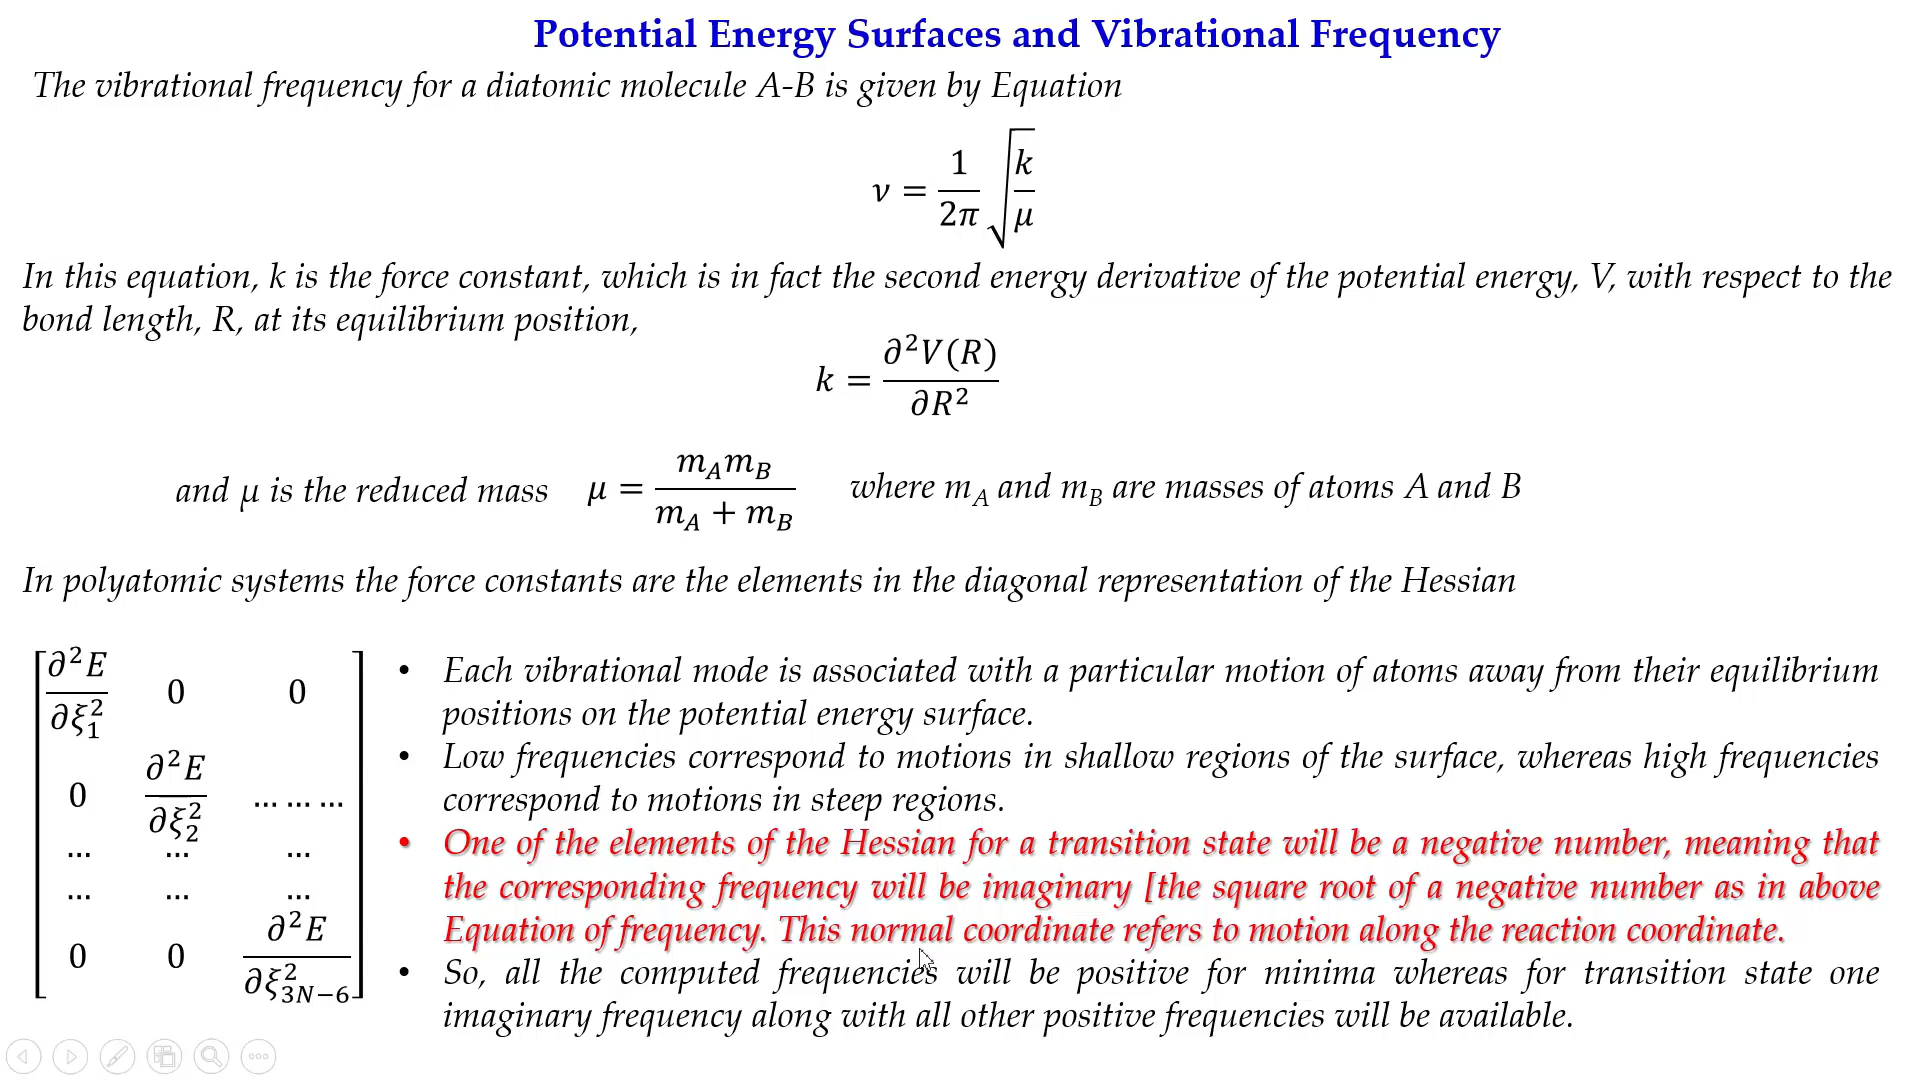 Potential Energy Surfaces and Vibrational Frequency
The vibrational frequency for a diatomic molecule A-B is given by Equation
ν = 1/2π √(k/μ)
In this equation, k is the force constant, which is in fact the second energy derivative of the potential energy, V, with respect to the
bond length, R, at its equilibrium position,
k = ∂²V(R)/∂R²
and μ is the reduced mass μ = m_A m_B/(m_A + m_B) where m_A and m_B are masses of atoms A and B
In polyatomic systems the force constants are the elements in the diagonal representation of the Hessian
∂²E/∂ξ₁² 0 0
0 ∂²E/∂ξ₂² ... ... ...
... ... ...
... ... ...
0 0 ∂²E/∂ξ²_3N−6
• Each vibrational mode is associated with a particular motion of atoms away from their equilibrium
positions on the potential energy surface.
• Low frequencies correspond to motions in shallow regions of the surface, whereas high frequencies
correspond to motions in steep regions.
• One of the elements of the Hessian for a transition state will be a negative number, meaning that
the corresponding frequency will be imaginary [the square root of a negative number as in above
Equation of frequency. This normal coordinate refers to motion along the reaction coordinate.
• So, all the computed frequencies will be positive for minima whereas for transition state one
imaginary frequency along with all other positive frequencies will be available.